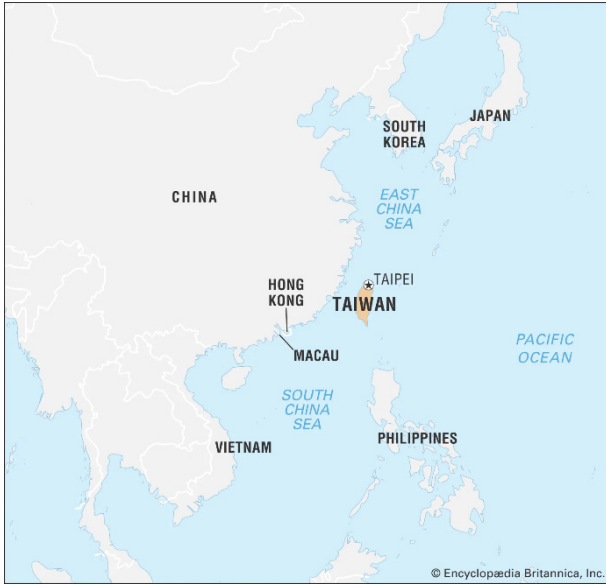 JAPAN
SOUTH
KOREA
CHINA
EAST
CHINA
SEA
TAIPEI
HONG
KONG
TAIWAN
MACAU
PACIFIC
OCEAN
SOUTH
CHINA
SEA
VIETNAM
PHILIPPINES
© Encyclopædia Britannica, Inc.